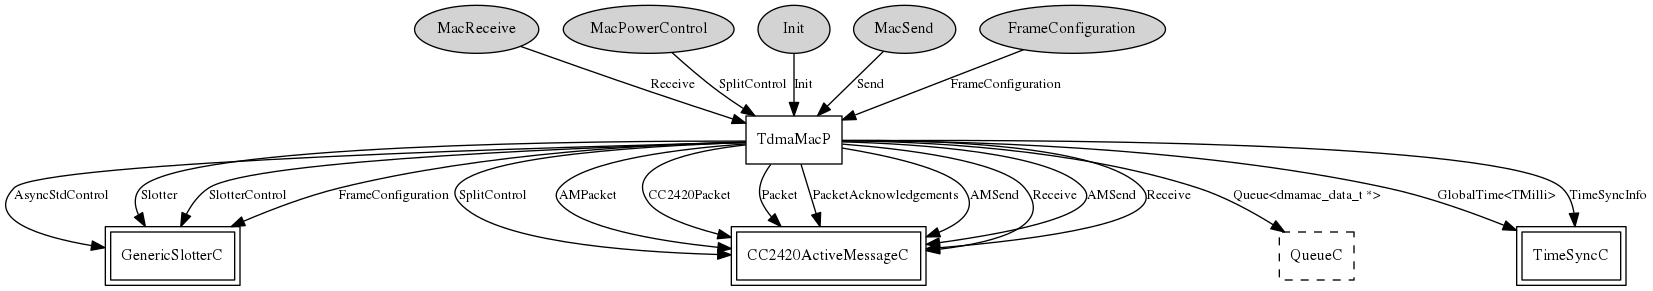 MacReceive
MacPowerControl
Init
MacSend
FrameConfiguration
Receive
SplitControl
Init
Send
FrameConfiguration
TdmaMacP
AsyncStdControl
Slotter
SlotterControl
FrameConfiguration
SplitControl
AMPacket
CC2420Packet
Packet
PacketAcknowledgements
AMSend
Receive
AMSend
Receive
Queue<dmamac_data_t *>
GlobalTime<TMilli>
TimeSyncInfo
GenericSlotterC
CC2420ActiveMessageC
QueueC
TimeSyncC